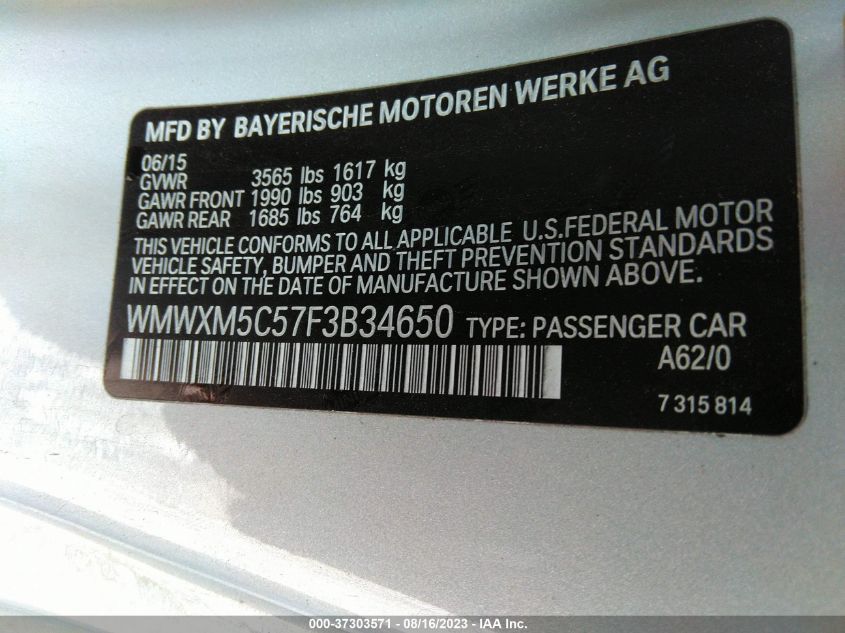 MFD BY BAYERISCHE MOTOREN WERKE AG
06/15
GVWR 3565 lbs 1617 kg
GAWR FRONT 1990 lbs 903 kg
GAWR REAR 1685 lbs 764 kg
THIS VEHICLE CONFORMS TO ALL APPLICABLE U.S.FEDERAL MOTOR
VEHICLE SAFETY, BUMPER AND THEFT PREVENTION STANDARDS
IN EFFECT ON THE DATE OF MANUFACTURE SHOWN ABOVE.
WMWXM5C57F3B34650 TYPE: PASSENGER CAR
A62/0
7 315 814
000-37303571 - 08/16/2023 - IAA Inc.